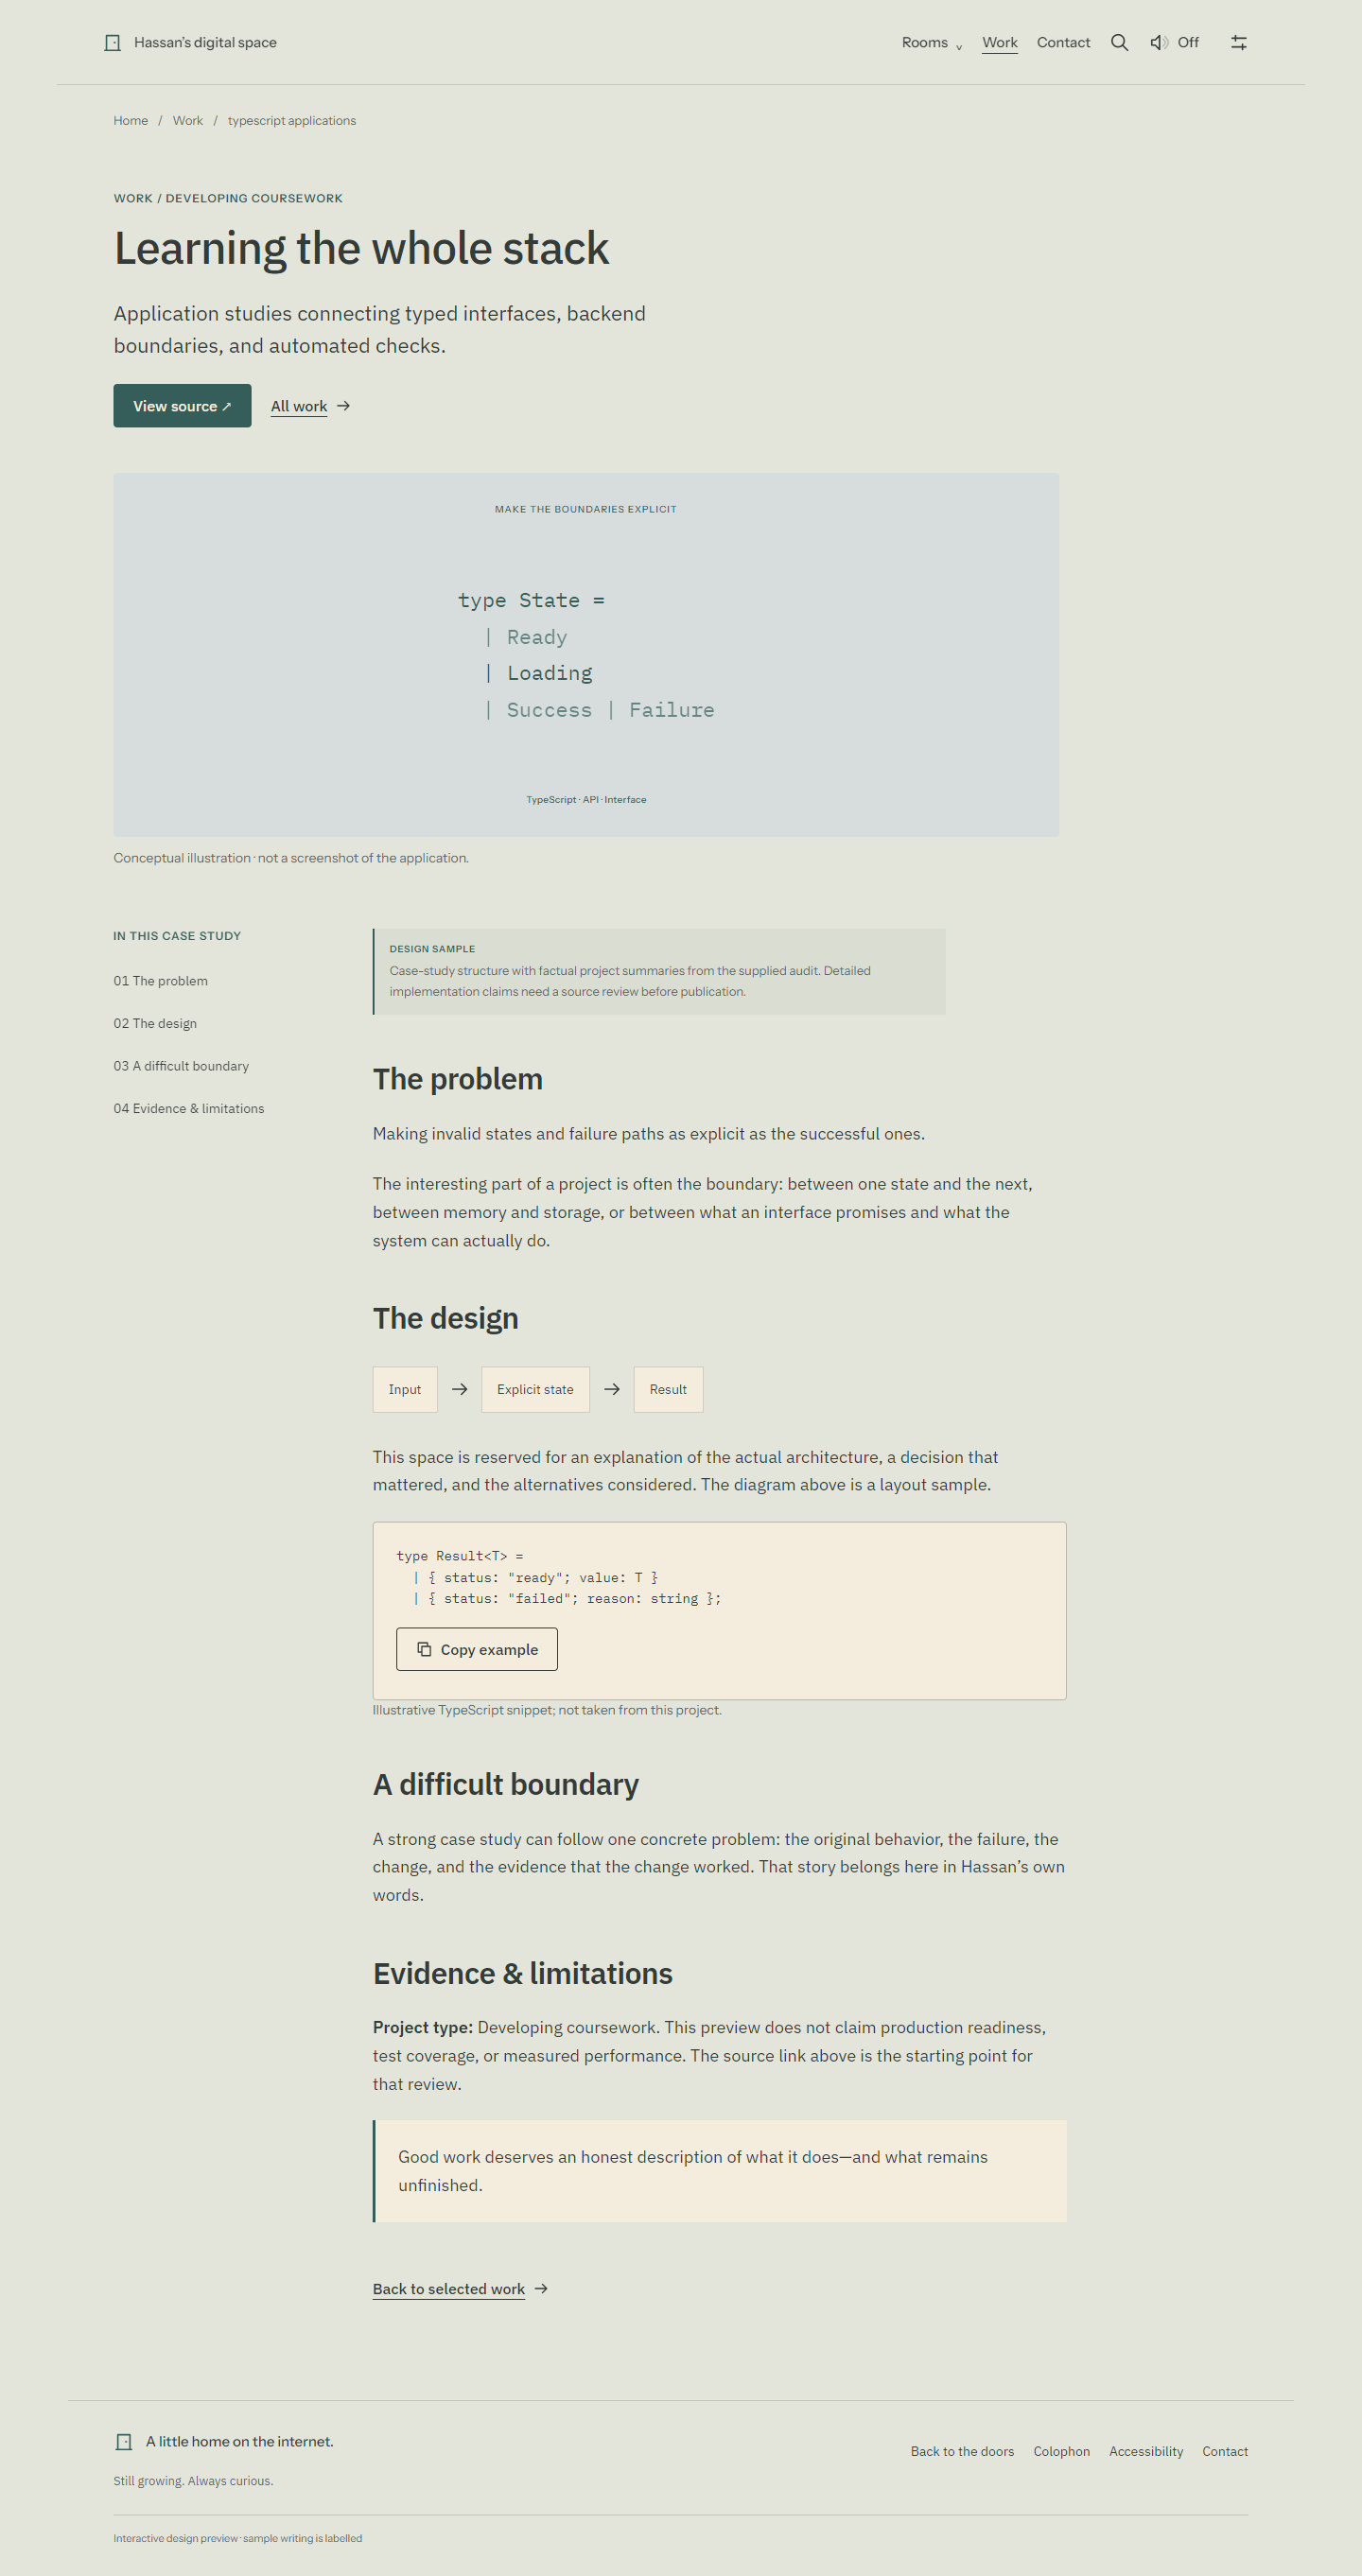 Hassan’s digital space
Rooms Work Contact Off
Home / Work / typescript applications
WORK / DEVELOPING COURSEWORK
Learning the whole stack
Application studies connecting typed interfaces, backend
boundaries, and automated checks.
View source ↗ All work →
MAKE THE BOUNDARIES EXPLICIT
type State =
| Ready
| Loading
| Success | Failure
TypeScript · API · Interface
Conceptual illustration · not a screenshot of the application.
IN THIS CASE STUDY
01 The problem
02 The design
03 A difficult boundary
04 Evidence & limitations
DESIGN SAMPLE
Case-study structure with factual project summaries from the supplied audit. Detailed
implementation claims need a source review before publication.
The problem
Making invalid states and failure paths as explicit as the successful ones.
The interesting part of a project is often the boundary: between one state and the next,
between memory and storage, or between what an interface promises and what the
system can actually do.
The design
Input → Explicit state → Result
This space is reserved for an explanation of the actual architecture, a decision that
mattered, and the alternatives considered. The diagram above is a layout sample.
type Result<T> =
| { status: "ready"; value: T }
| { status: "failed"; reason: string };
Copy example
Illustrative TypeScript snippet; not taken from this project.
A difficult boundary
A strong case study can follow one concrete problem: the original behavior, the failure, the
change, and the evidence that the change worked. That story belongs here in Hassan’s own
words.
Evidence & limitations
Project type: Developing coursework. This preview does not claim production readiness,
test coverage, or measured performance. The source link above is the starting point for
that review.
Good work deserves an honest description of what it does—and what remains
unfinished.
Back to selected work →
A little home on the internet.
Still growing. Always curious.
Back to the doors Colophon Accessibility Contact
Interactive design preview · sample writing is labelled